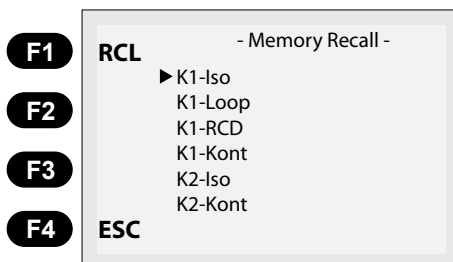 - Memory Recall -
F1 RCL
K1-Iso
K1-Loop
F2
K1-RCD
K1-Kont
F3
K2-Iso
K2-Kont
F4 ESC